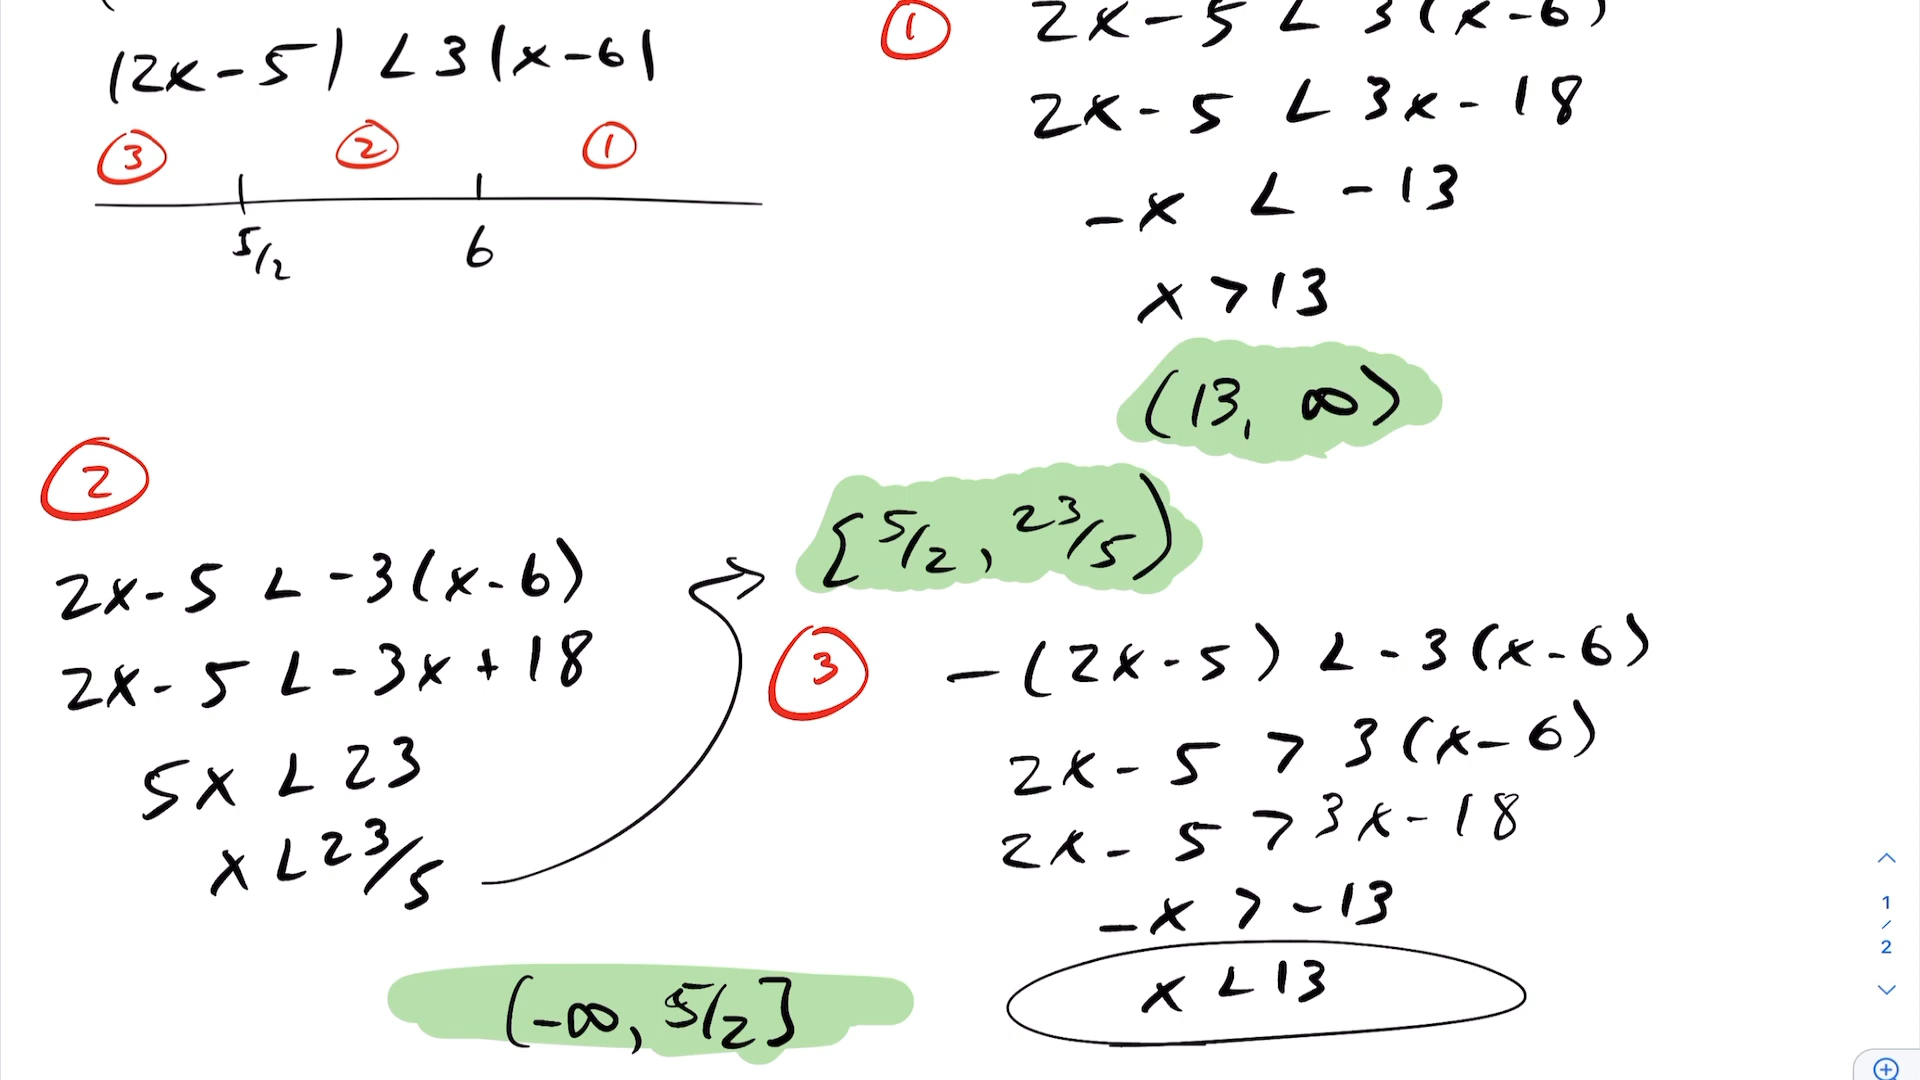 |2x-5| < 3|x-6|
③ ② ①
5/2 6
① 2x-5 < 3(x-6)
2x-5 < 3x-18
-x < -13
x > 13
(13, ∞)
②
2x-5 < -3(x-6)
2x-5 < -3x+18
5x < 23
x < 23/5
[5/2, 23/5)
③ -(2x-5) < -3(x-6)
2x-5 > 3(x-6)
2x-5 > 3x-18
-x > -13
x < 13
(-∞, 5/2]
1
/
2